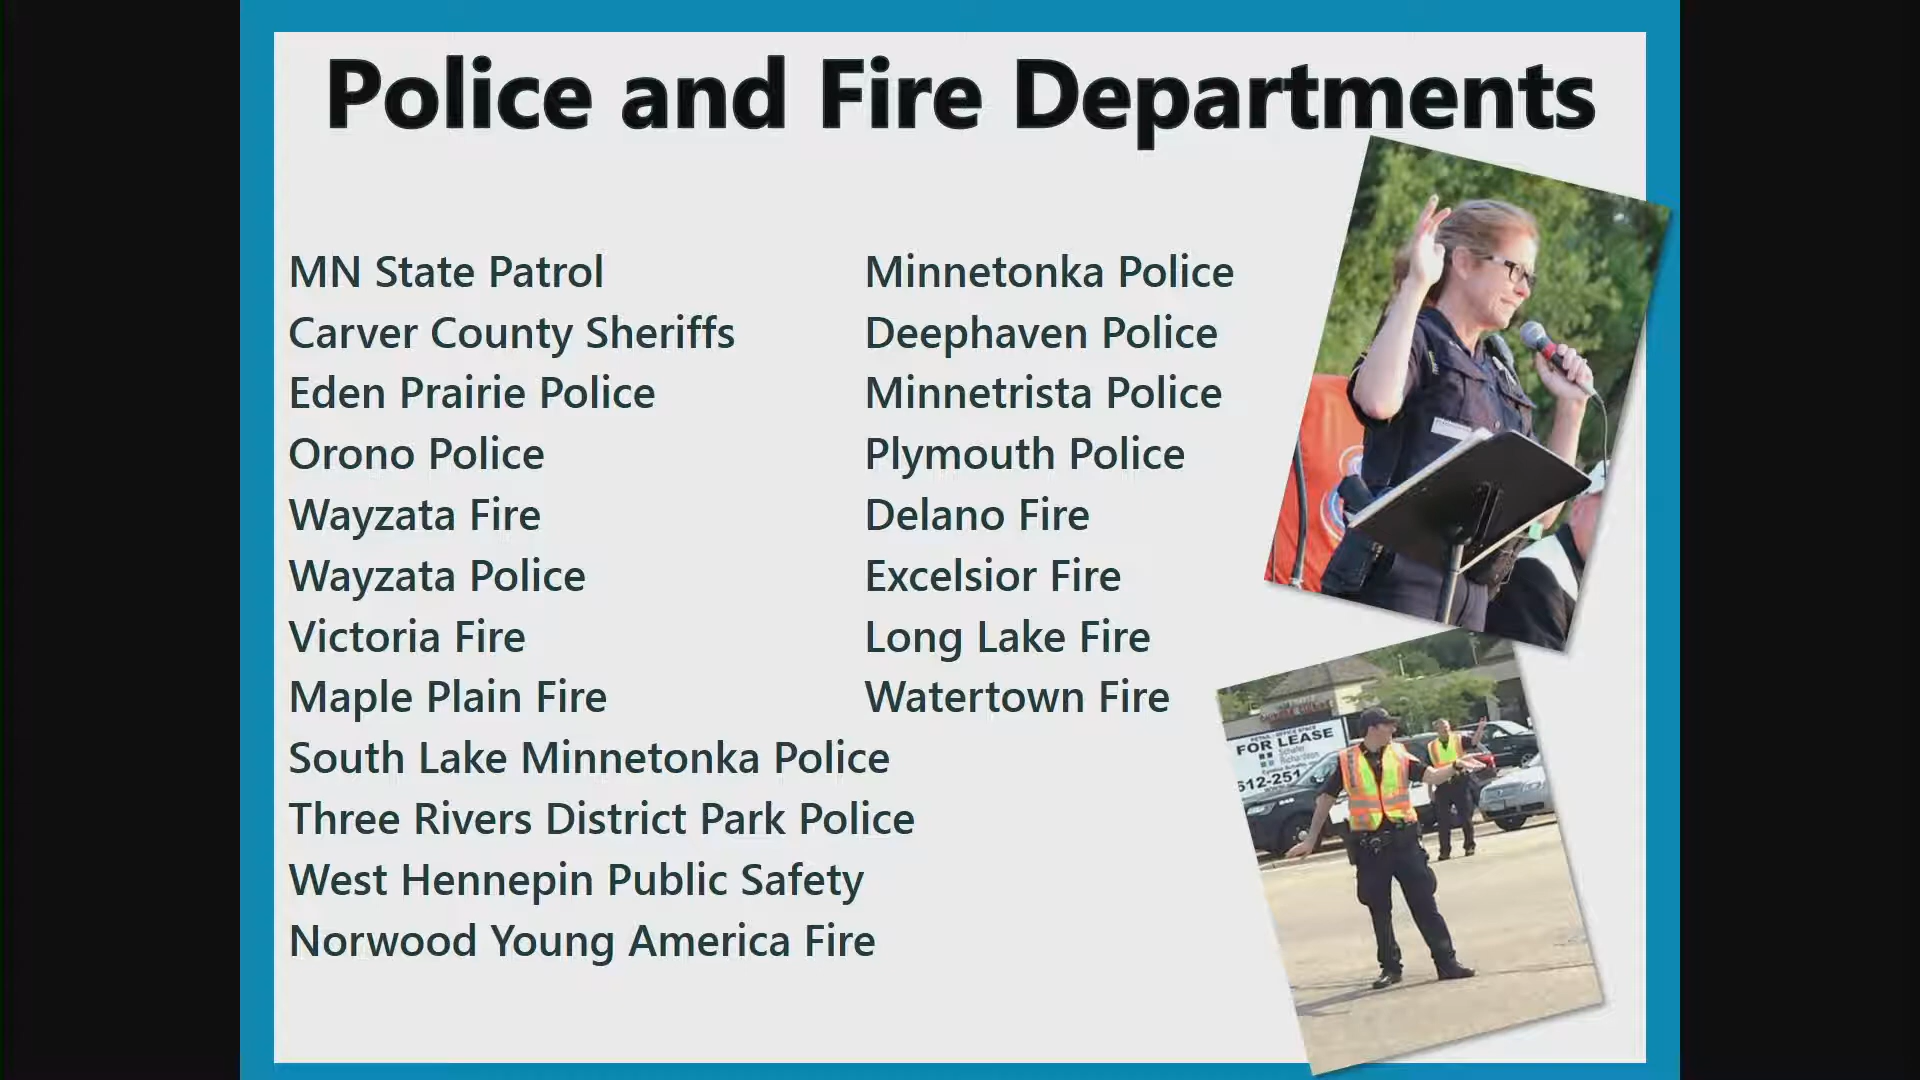 Police and Fire Departments
MN State Patrol
Carver County Sheriffs
Eden Prairie Police
Orono Police
Wayzata Fire
Wayzata Police
Victoria Fire
Maple Plain Fire
South Lake Minnetonka Police
Three Rivers District Park Police
West Hennepin Public Safety
Norwood Young America Fire
Minnetonka Police
Deephaven Police
Minnetrista Police
Plymouth Police
Delano Fire
Excelsior Fire
Long Lake Fire
Watertown Fire
FOR LEASE
Schafer
Richardson
612-251